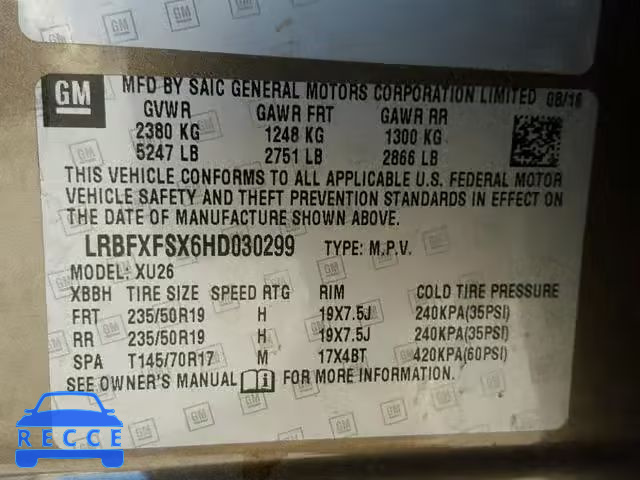 GM
MFD BY SAIC GENERAL MOTORS CORPORATION LIMITED 08/16
GVWR GAWR FRT GAWR RR
2380 KG 1248 KG 1300 KG
5247 LB 2751 LB 2866 LB
THIS VEHICLE CONFORMS TO ALL APPLICABLE U.S. FEDERAL MOTOR
VEHICLE SAFETY AND THEFT PREVENTION STANDARDS IN EFFECT ON
THE DATE OF MANUFACTURE SHOWN ABOVE.
LRBFXFSX6HD030299 TYPE: M.P.V.
MODEL: XU26
XBBH TIRE SIZE SPEED RTG RIM COLD TIRE PRESSURE
FRT 235/50R19 H 19X7.5J 240KPA(35PSI)
RR 235/50R19 H 19X7.5J 240KPA(35PSI)
SPA T145/70R17 M 17X4BT 420KPA(60PSI)
SEE OWNER'S MANUAL FOR MORE INFORMATION.
RECCE